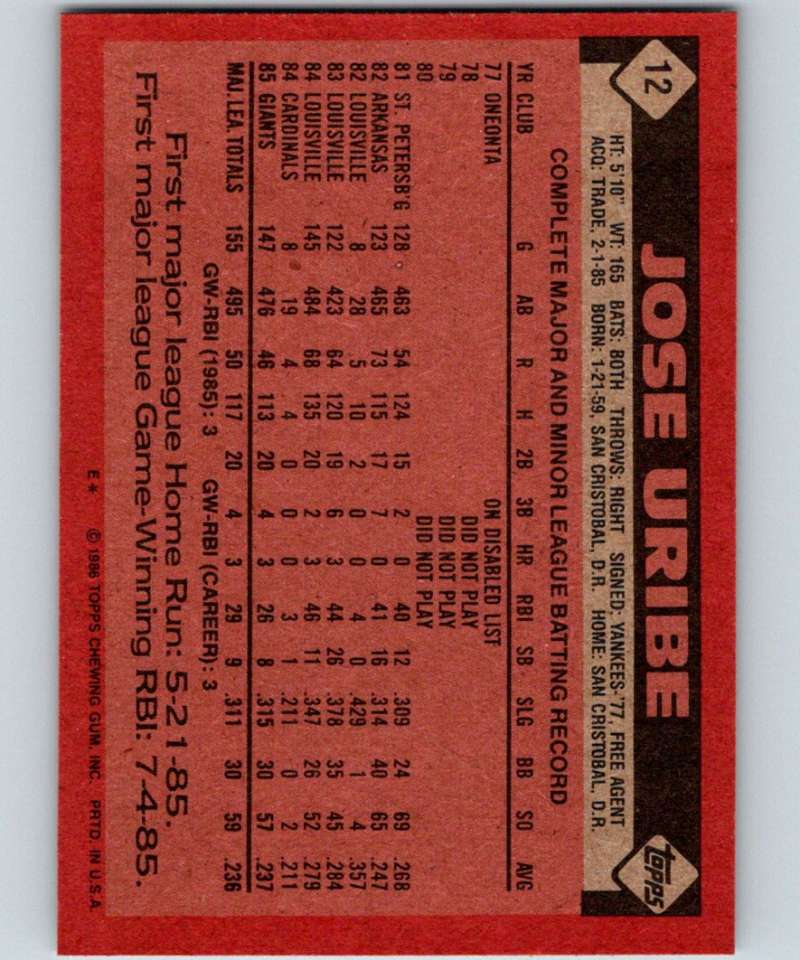 12
JOSE URIBE
TOPPS
HT: 5'10" WT: 165 BATS: BOTH THROWS: RIGHT SIGNED: YANKEES-'77, FREE AGENT
ACQ: TRADE, 2-1-85 BORN: 1-21-59, SAN CRISTOBAL, D.R. HOME: SAN CRISTOBAL, D.R.
COMPLETE MAJOR AND MINOR LEAGUE BATTING RECORD
YR CLUB G AB R H 2B 3B HR RBI SB SLG BB SO AVG
77 ONEONTA ON DISABLED LIST
78 DID NOT PLAY
79 DID NOT PLAY
80 DID NOT PLAY
81 ST. PETERSB'G 128 463 54 124 15 2 0 40 12 .309 24 69 .268
82 ARKANSAS 123 465 73 115 17 7 0 41 16 .314 40 65 .247
82 LOUISVILLE 8 28 5 10 2 0 0 4 0 .429 1 4 .357
83 LOUISVILLE 122 423 64 120 19 6 3 44 26 .378 35 45 .284
84 LOUISVILLE 145 484 68 135 20 2 3 46 11 .347 26 52 .279
84 CARDINALS 8 19 4 4 0 0 0 3 1 .211 0 2 .211
85 GIANTS 147 476 46 113 20 4 3 26 8 .315 30 57 .237
MAJ. LEA. TOTALS 155 495 50 117 20 4 3 29 9 .311 30 59 .236
GW-RBI (1985): 3 GW-RBI (CAREER): 3
First major league Home Run: 5-21-85.
First major league Game-Winning RBI: 7-4-85.
E* © 1986 TOPPS CHEWING GUM, INC. PRTD. IN U.S.A.